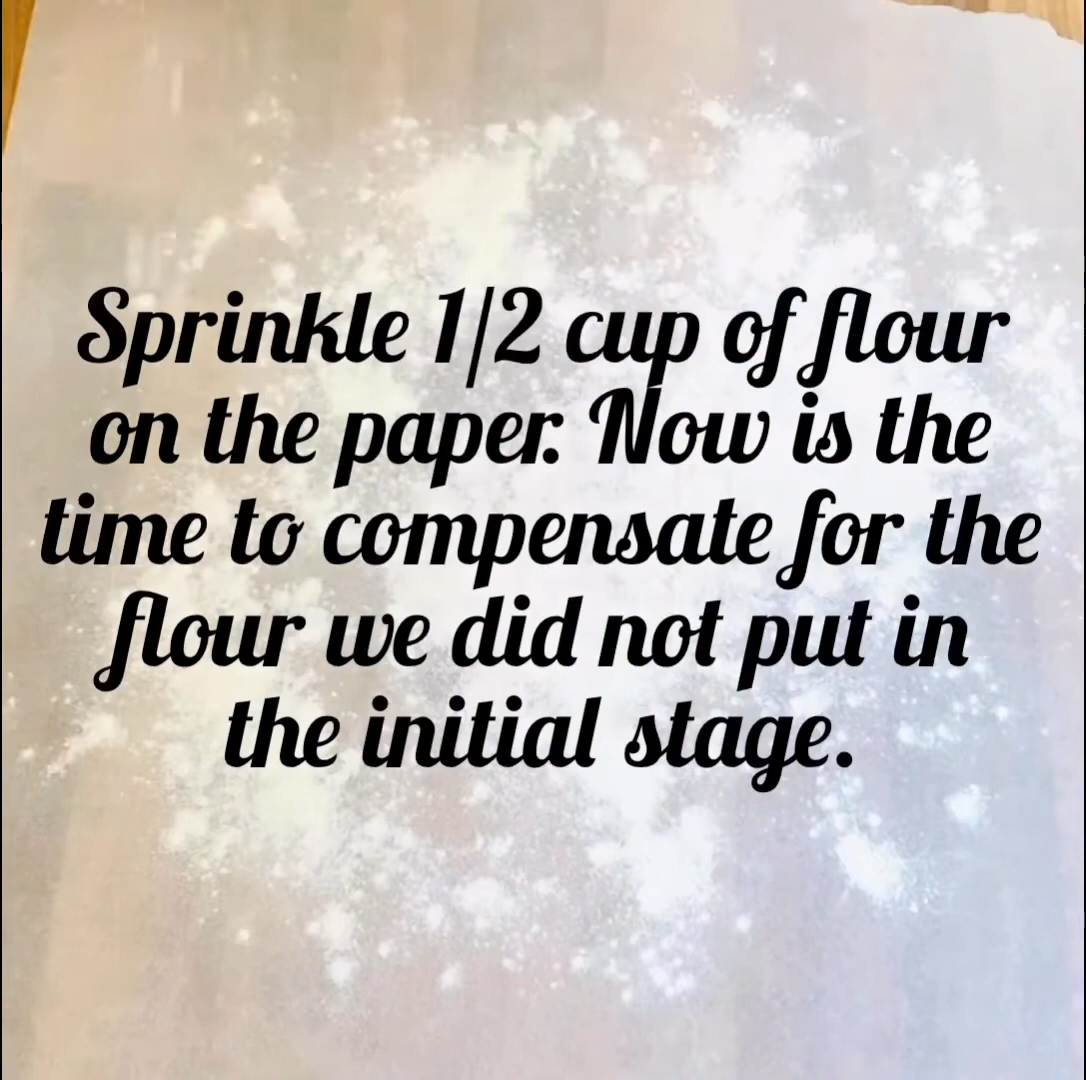 Sprinkle 1/2 cup of flour
on the paper. Now is the
time to compensate for the
flour we did not put in
the initial stage.